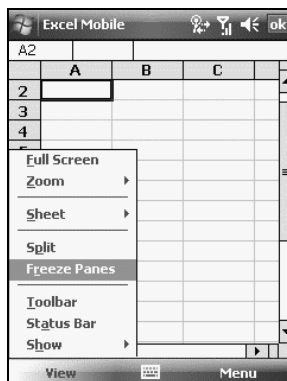 Excel Mobile ok
A2
A B C
2
3
4
Full Screen
Zoom
Sheet
Split
Freeze Panes
Toolbar
Status Bar
Show
View Menu